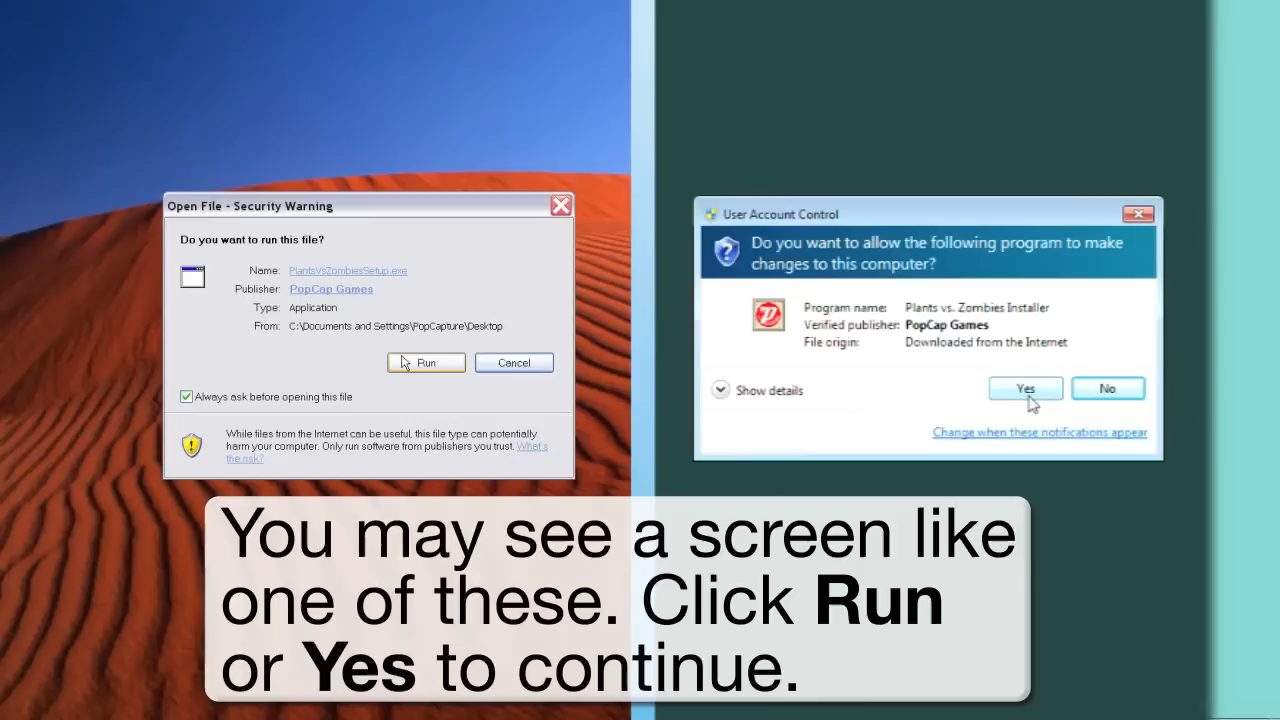 Open File - Security Warning
Do you want to run this file?
Name: PlantsVsZombiesSetup.exe
Publisher: PopCap Games
Type: Application
From: C:\Documents and Settings\PopCapture\Desktop
Run
Cancel
Always ask before opening this file
While files from the Internet can be useful, this file type can potentially
harm your computer. Only run software from publishers you trust. What's
the risk?
User Account Control
Do you want to allow the following program to make
changes to this computer?
Program name: Plants vs. Zombies Installer
Verified publisher: PopCap Games
File origin: Downloaded from the Internet
Show details
Yes
No
Change when these notifications appear
You may see a screen like
one of these. Click Run
or Yes to continue.